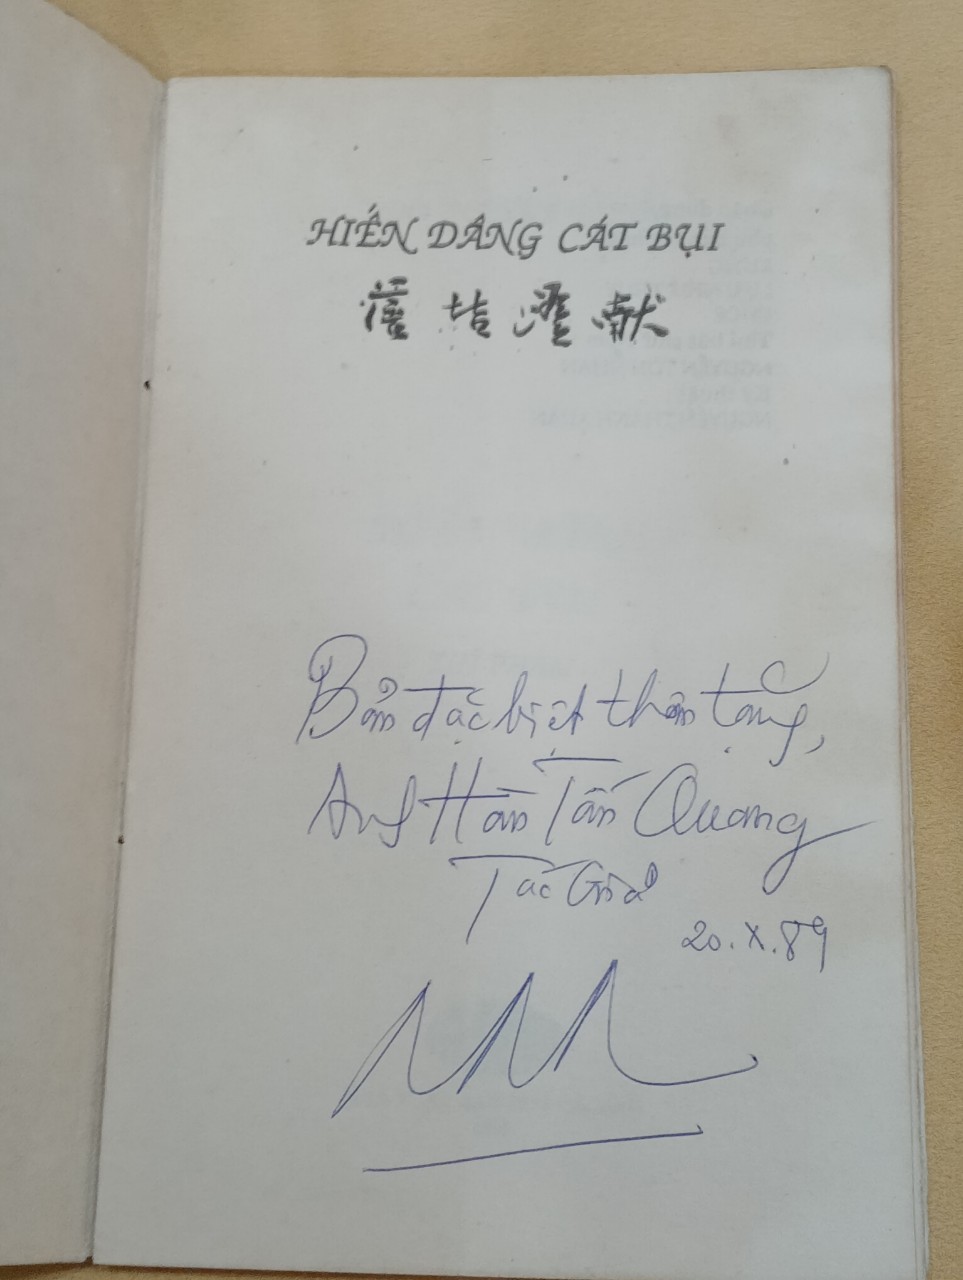 HIẾN DÂNG CÁT BỤI
Bản đặc biệt thân tặng,
Anh Hàn Tấn Quang
Tác Giả
20.X.89